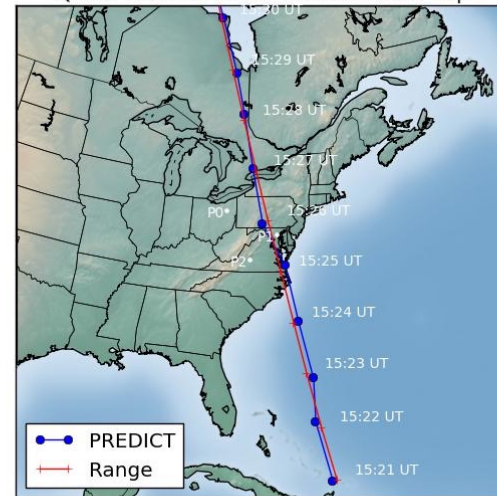 15:29 UT
15:28 UT
15:27 UT
15:26 UT
P0•
P1•
P2•
15:25 UT
15:24 UT
15:23 UT
15:22 UT
15:21 UT
PREDICT
Range